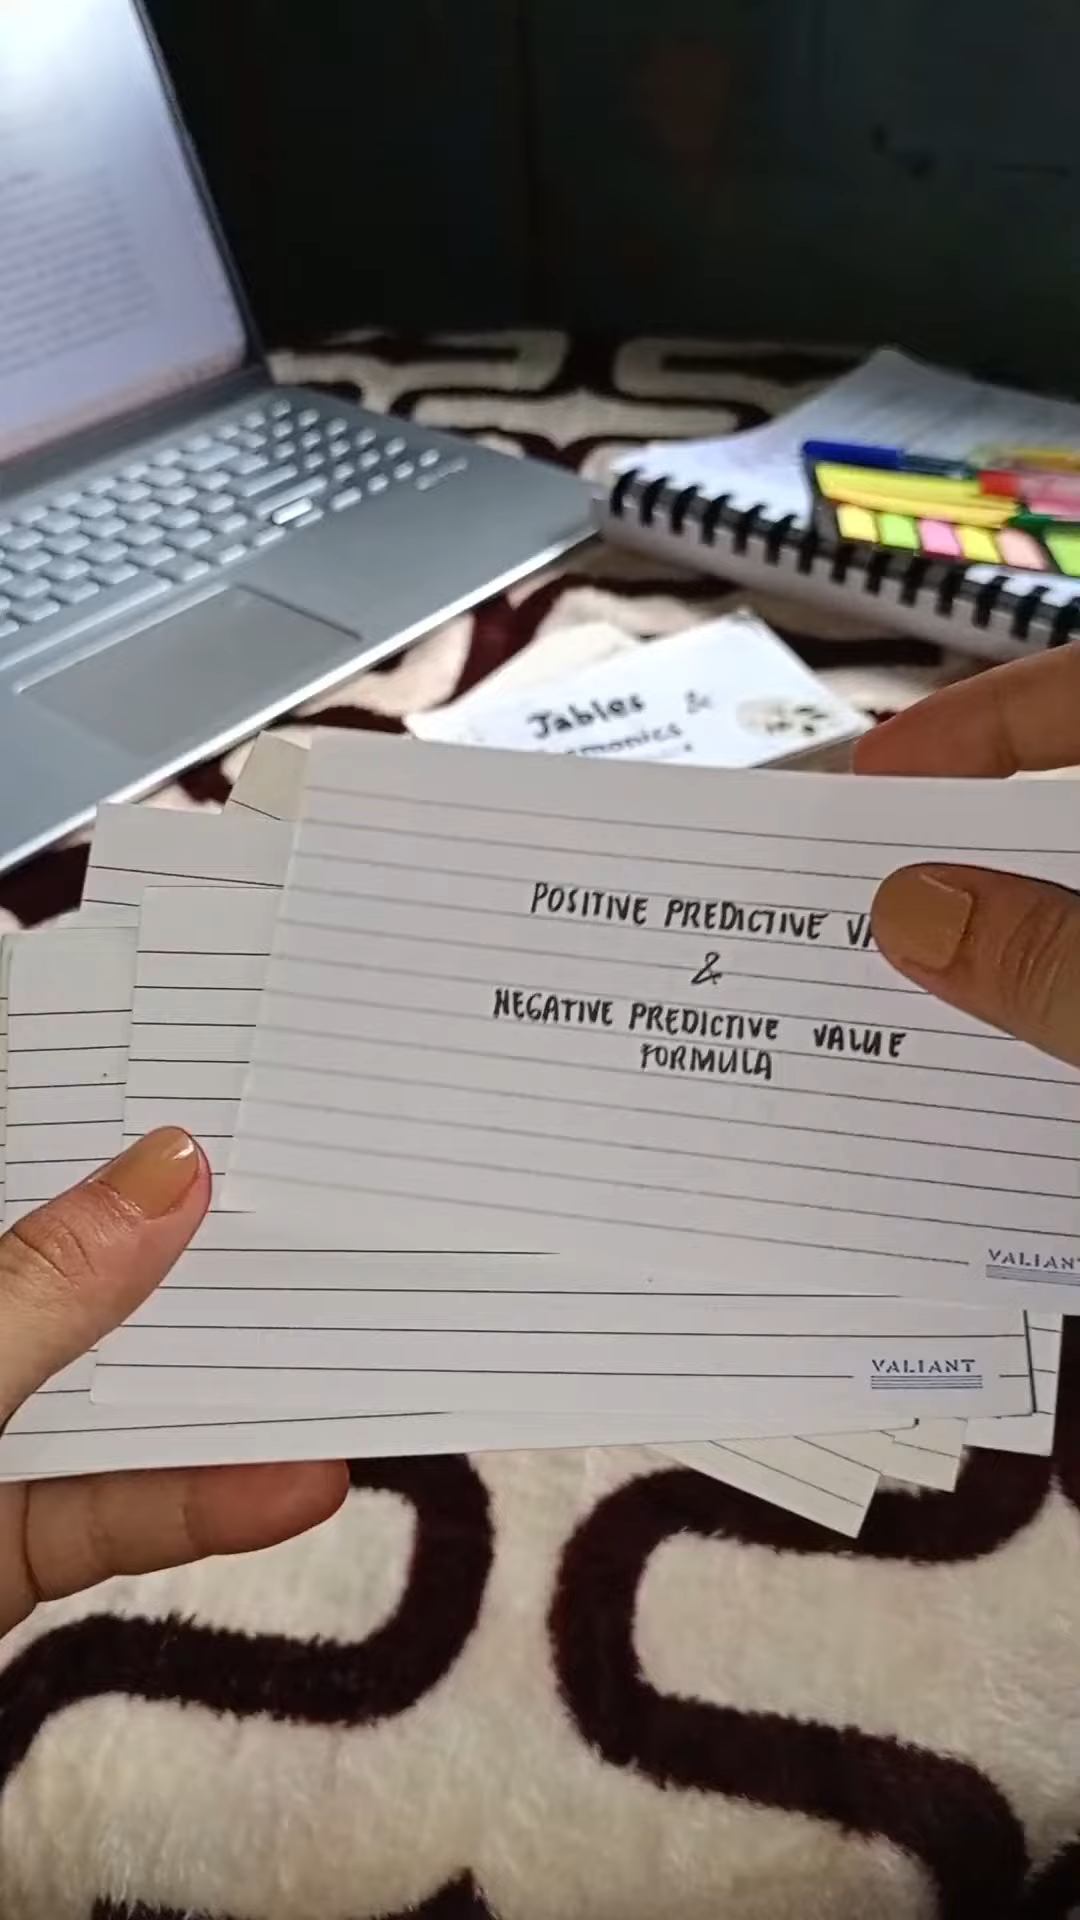 Tables &
POSITIVE PREDICTIVE
&
NEGATIVE PREDICTIVE VALUE
FORMULA
VALIANT
VALIANT